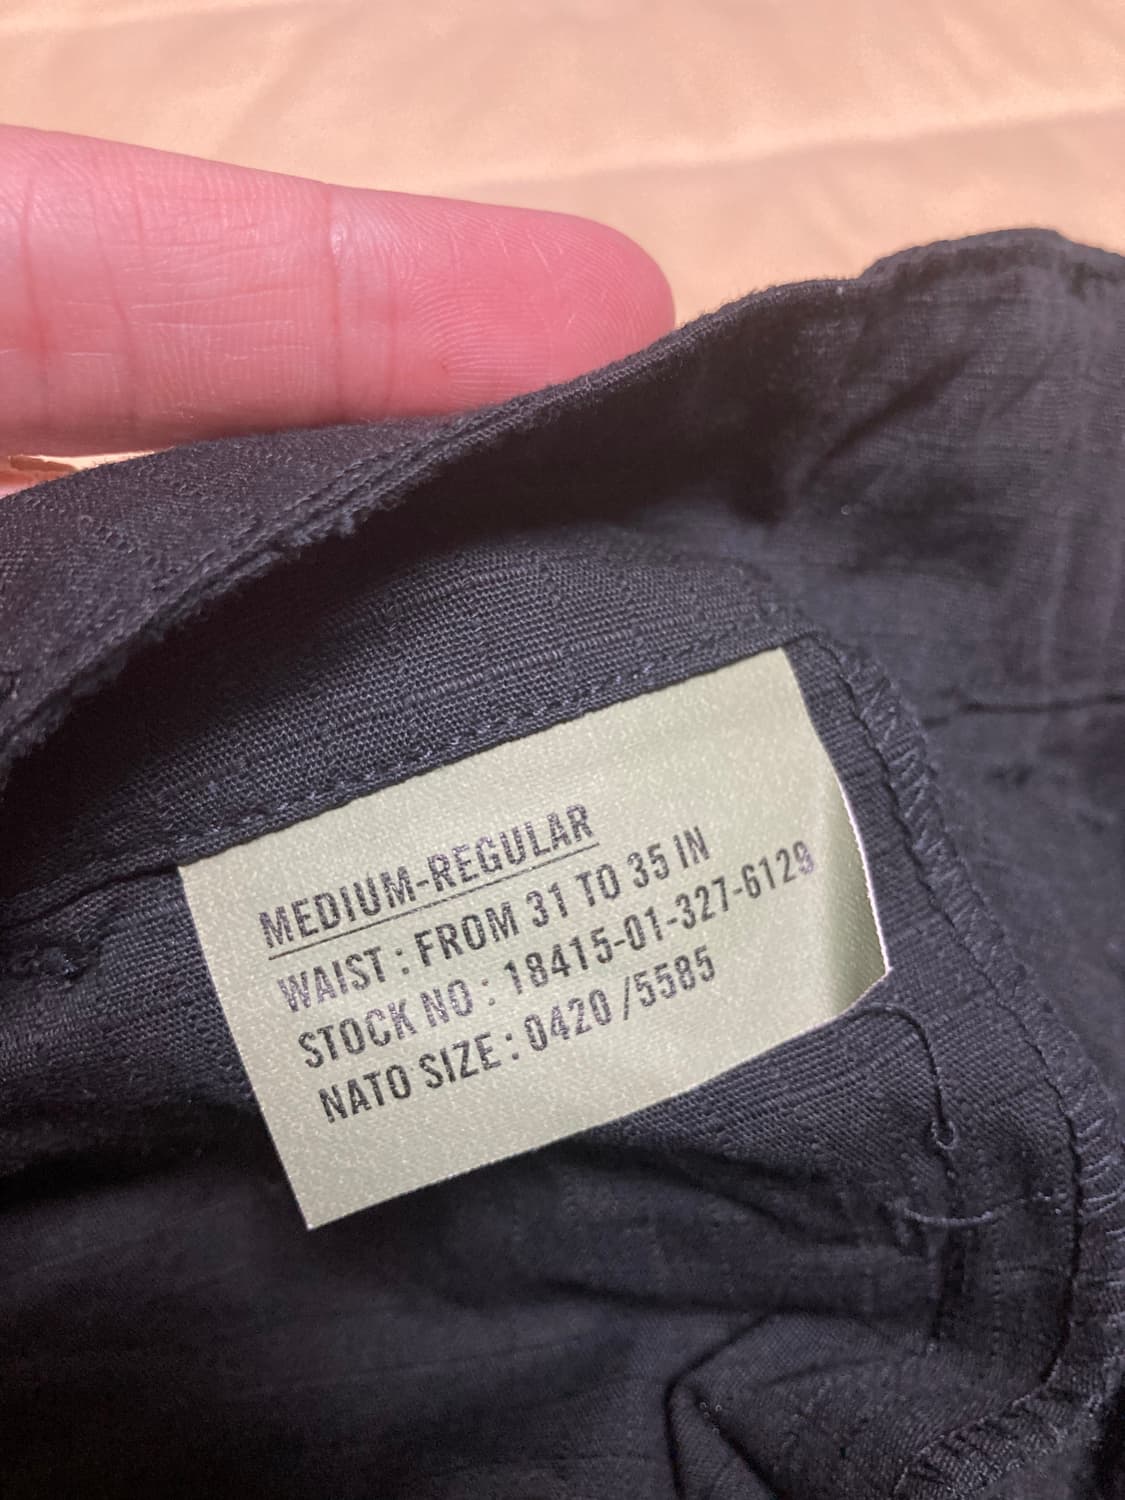 MEDIUM-REGULAR
WAIST : FROM 31 TO 35 IN
STOCK NO : 18415-01-327-6129
NATO SIZE : 0420 /5585